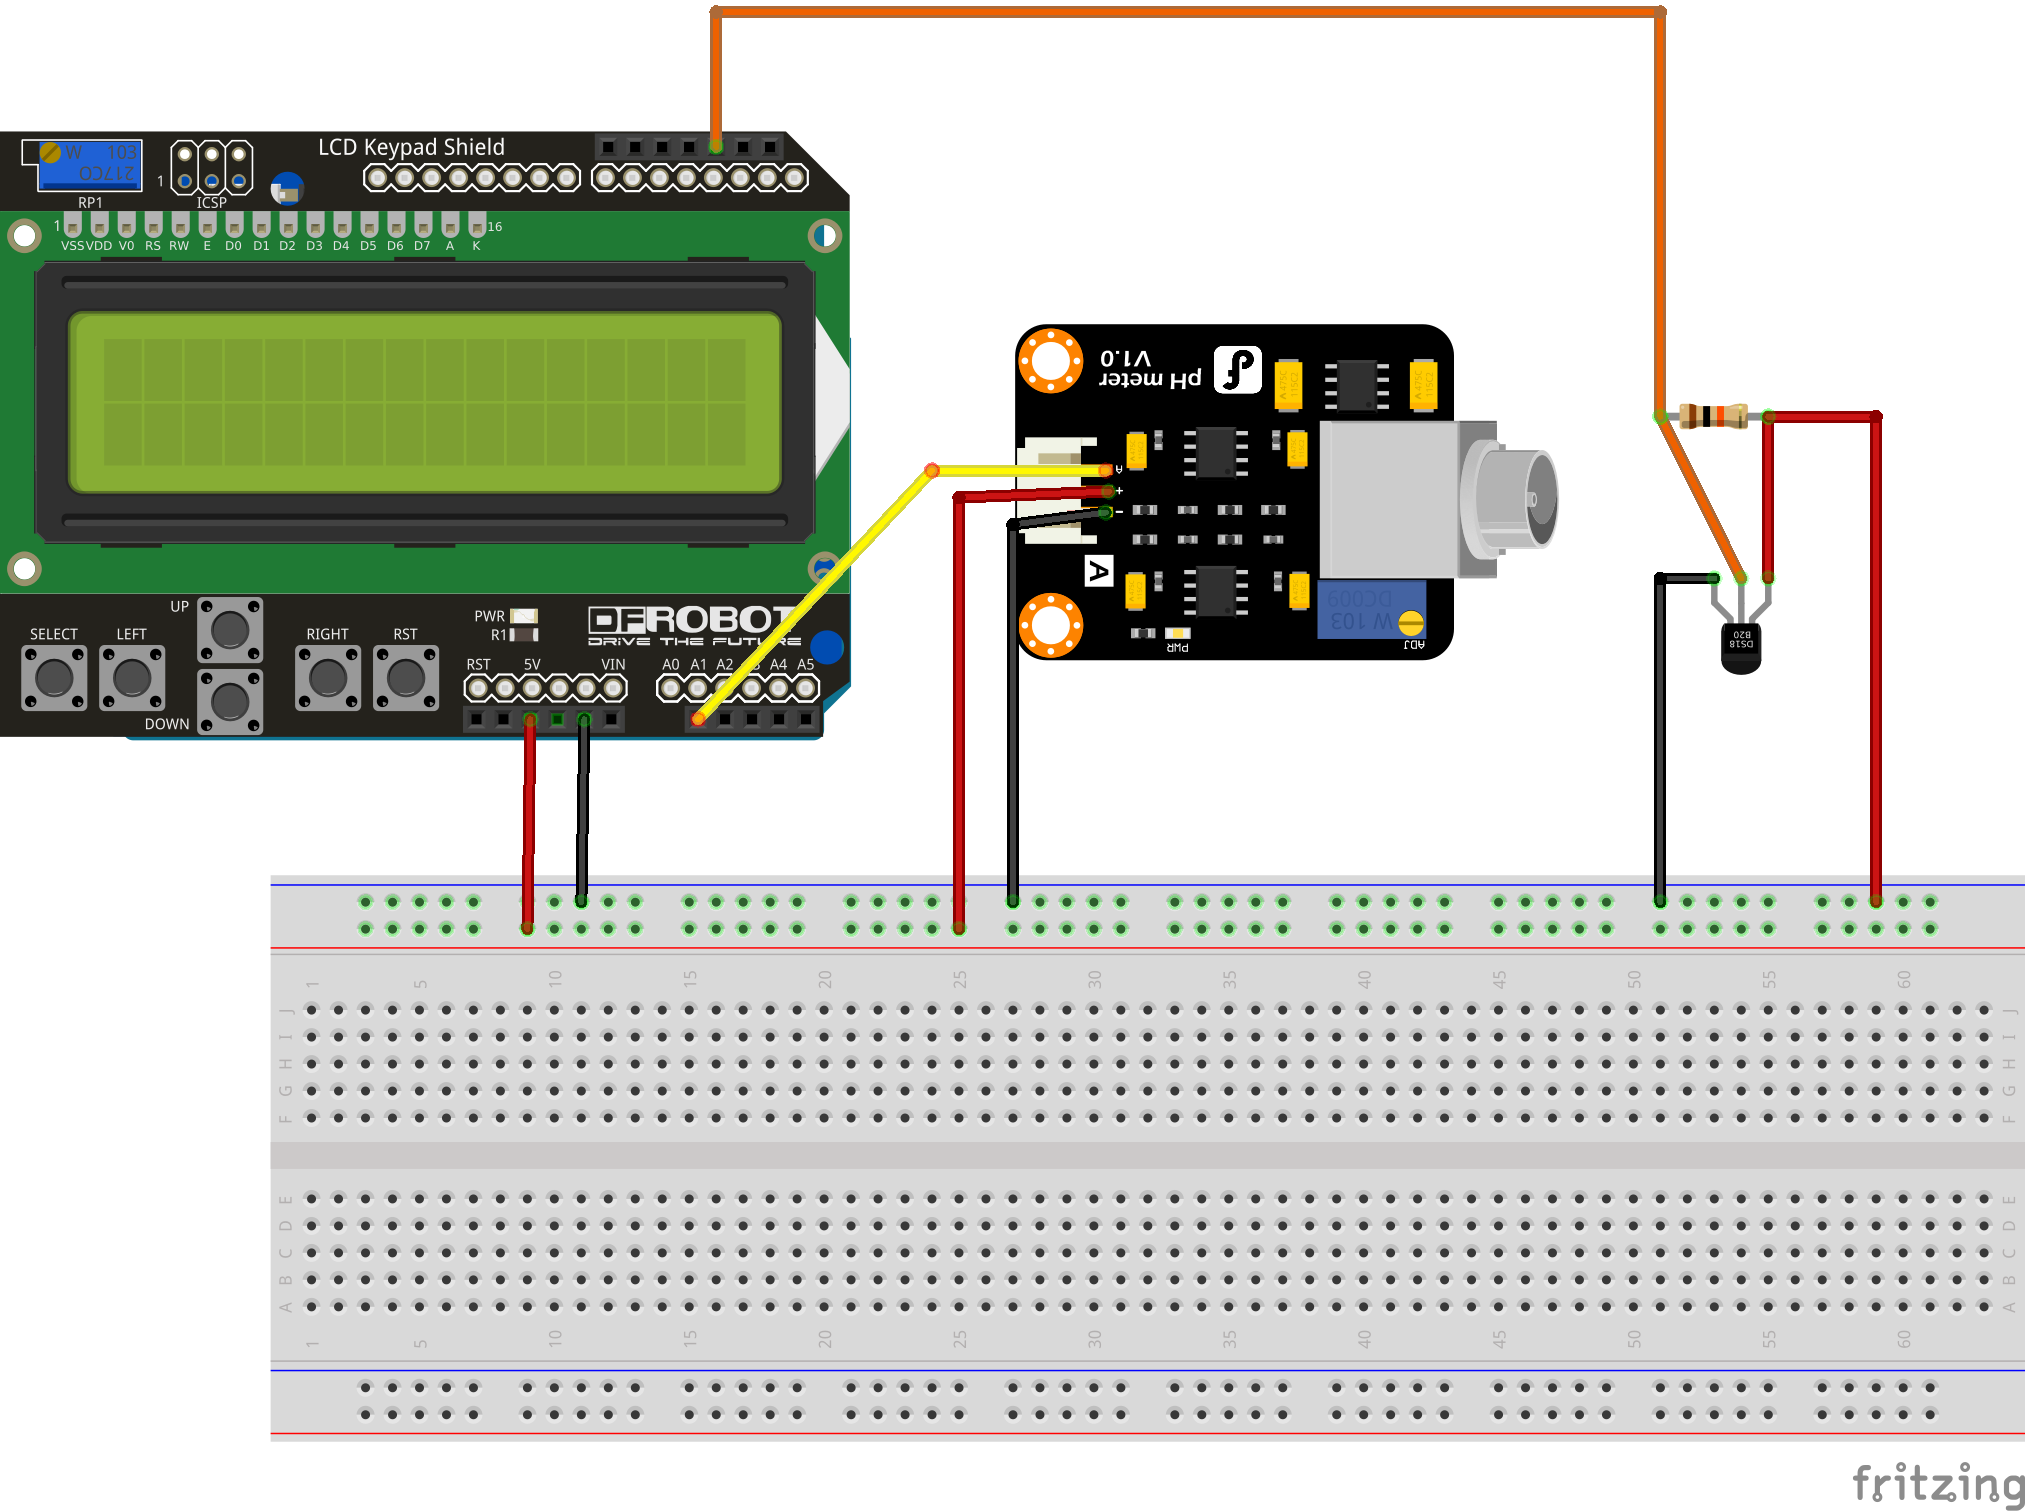 LCD Keypad Shield
W 103
217CO
RP1
1
ICSP
1
16
VSS VDD V0 RS RW E D0 D1 D2 D3 D4 D5 D6 D7 A K
pH meter
V1.0
A
+
-
A
PWR
W 103
DC009
ADJ
DS18
B20
UP
SELECT LEFT RIGHT RST
DOWN
PWR
R1
DFROBOT
DRIVE THE FUTURE
RST 5V VIN
A0 A1 A2 A4 A5
1 5 10 15 20 25 30 35 40 45 50 55 60
J J
I I
H H
G G
F F
E E
D D
C C
B B
A A
1 5 10 15 20 25 30 35 40 45 50 55 60
fritzing